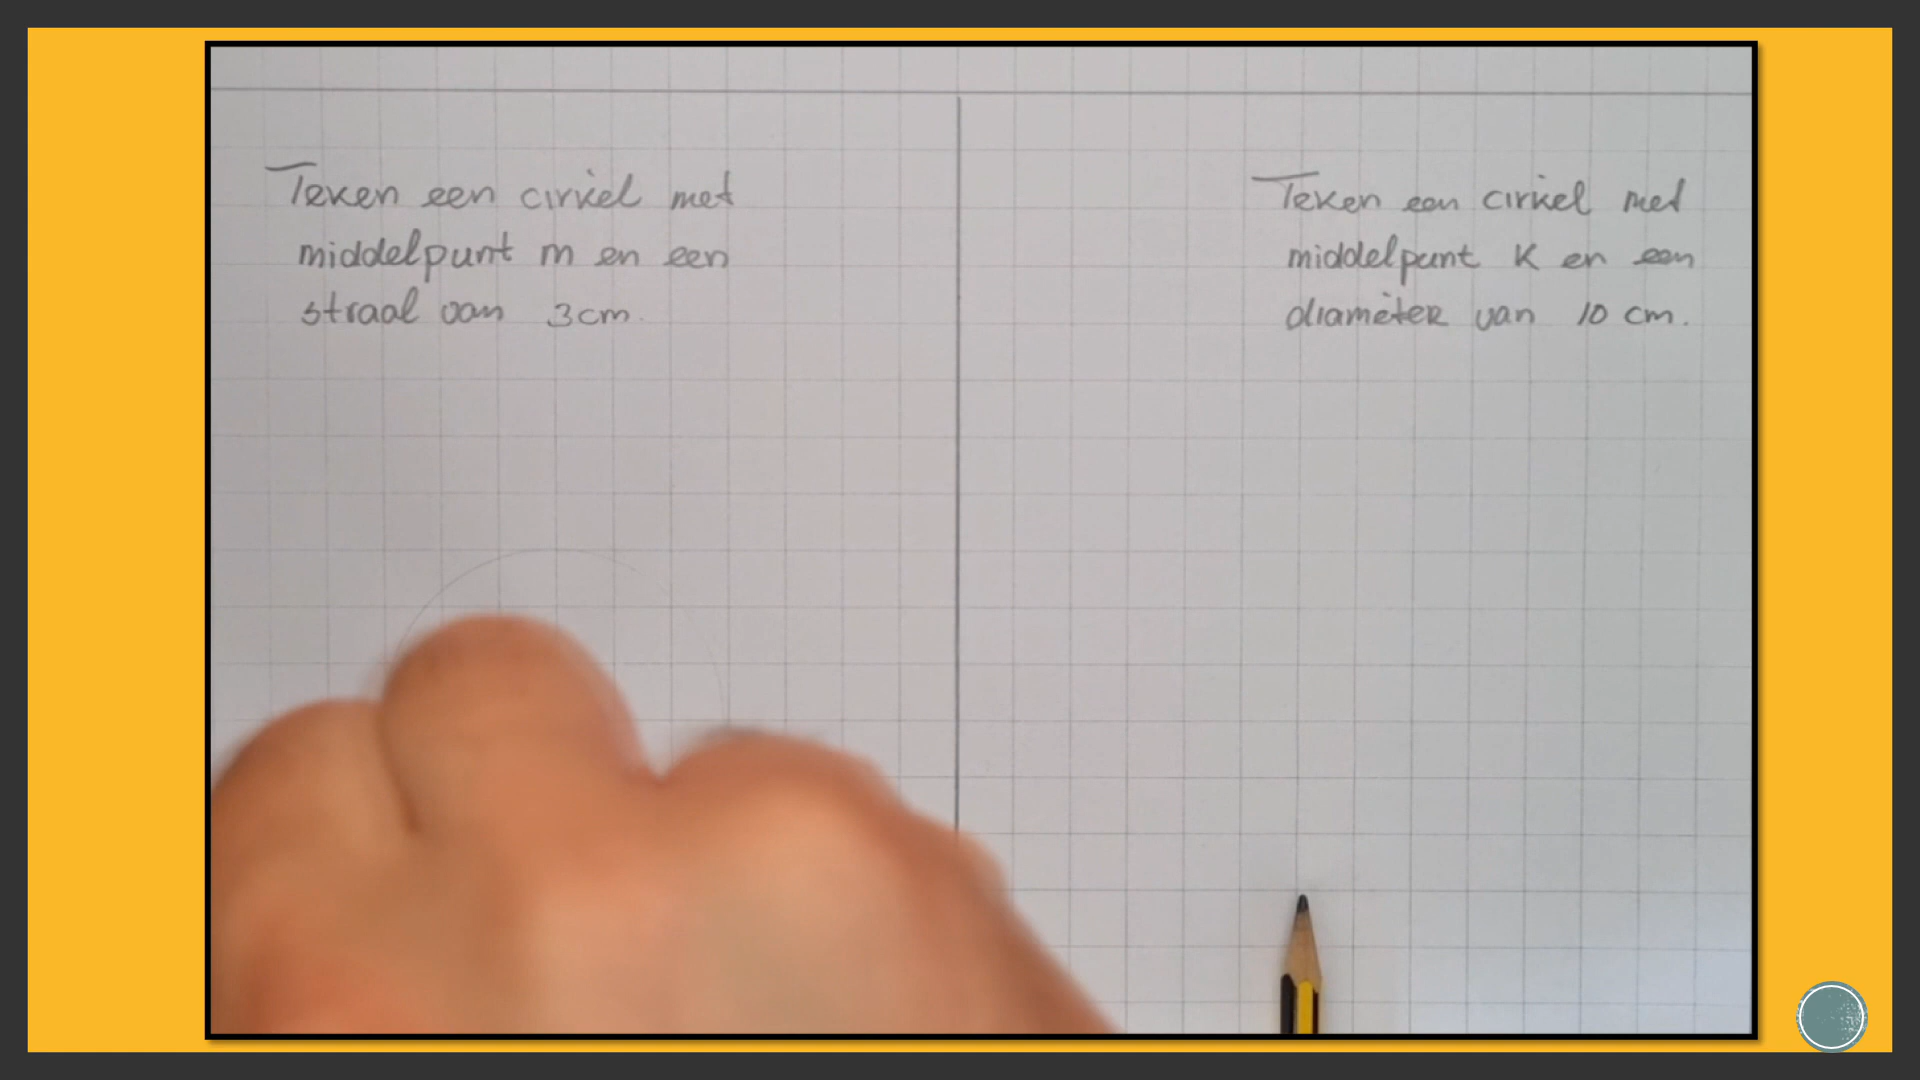 Teken een cirkel met
middelpunt m en een
straal van 3cm.
Teken een cirkel met
middelpunt K en een
diameter van 10 cm.